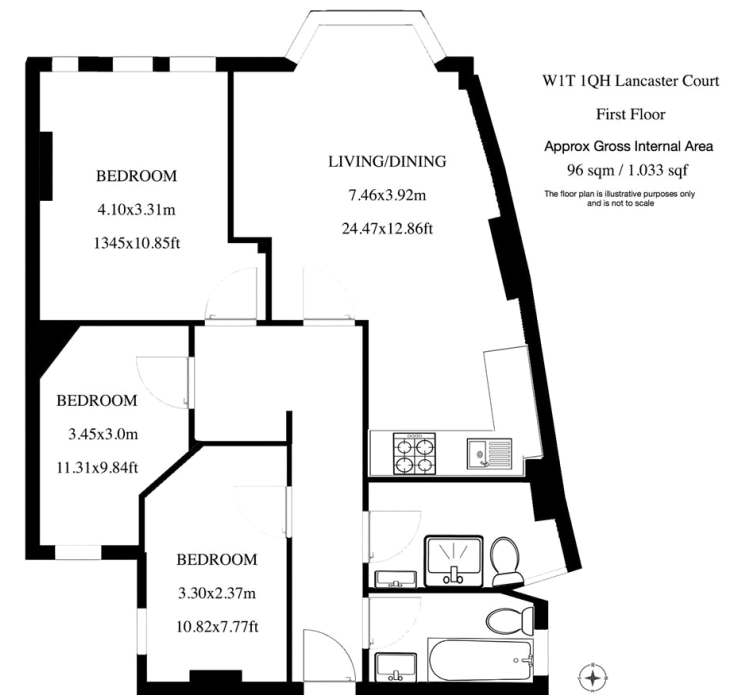 W1T 1QH Lancaster Court
First Floor
Approx Gross Internal Area
96 sqm / 1.033 sqf
The floor plan is illustrative purposes only
and is not to scale
BEDROOM
4.10x3.31m
1345x10.85ft
LIVING/DINING
7.46x3.92m
24.47x12.86ft
BEDROOM
3.45x3.0m
11.31x9.84ft
BEDROOM
3.30x2.37m
10.82x7.77ft